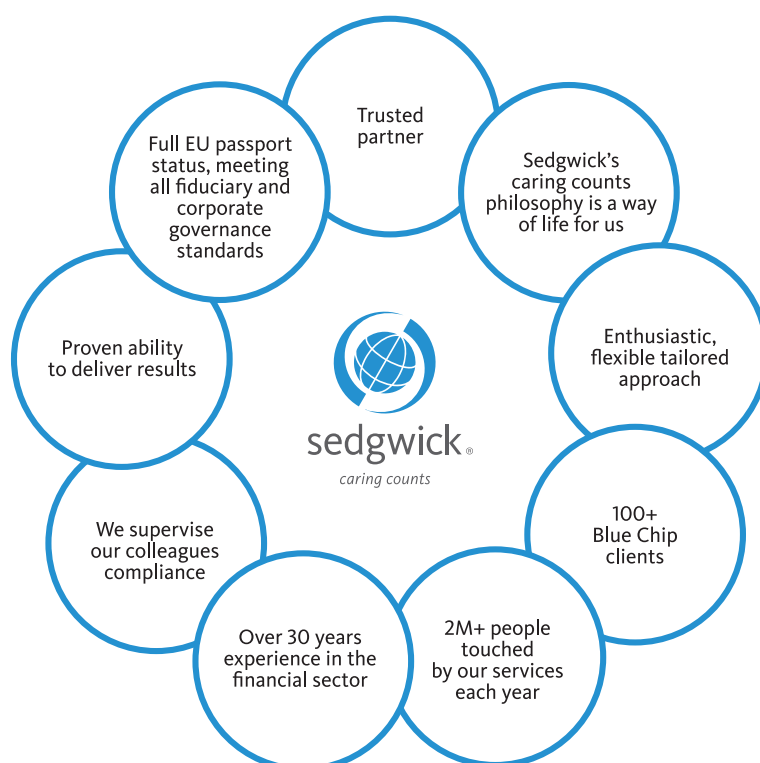 Trusted
partner
Sedgwick's
caring counts
philosophy is a way
of life for us
Enthusiastic,
flexible tailored
approach
100+
Blue Chip
clients
2M+ people
touched
by our services
each year
Over 30 years
experience in the
financial sector
We supervise
our colleagues
compliance
Proven ability
to deliver results
Full EU passport
status, meeting
all fiduciary and
corporate
governance
standards
sedgwick®
caring counts